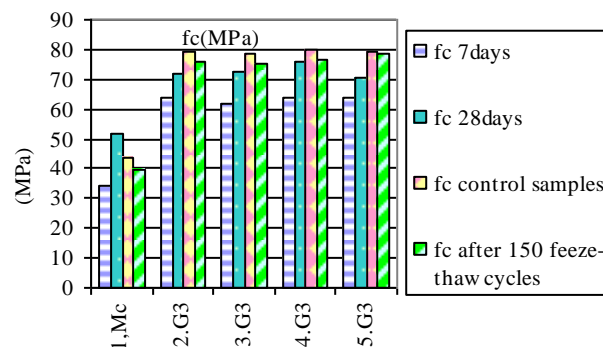 fc(MPa)
80
70
60
50
40
30
20
10
0
(MPa)
1,Mc
2.G3
3.G3
4.G3
5.G3
fc 7days
fc 28days
fc control samples
fc after 150 feeze-
thaw cycles